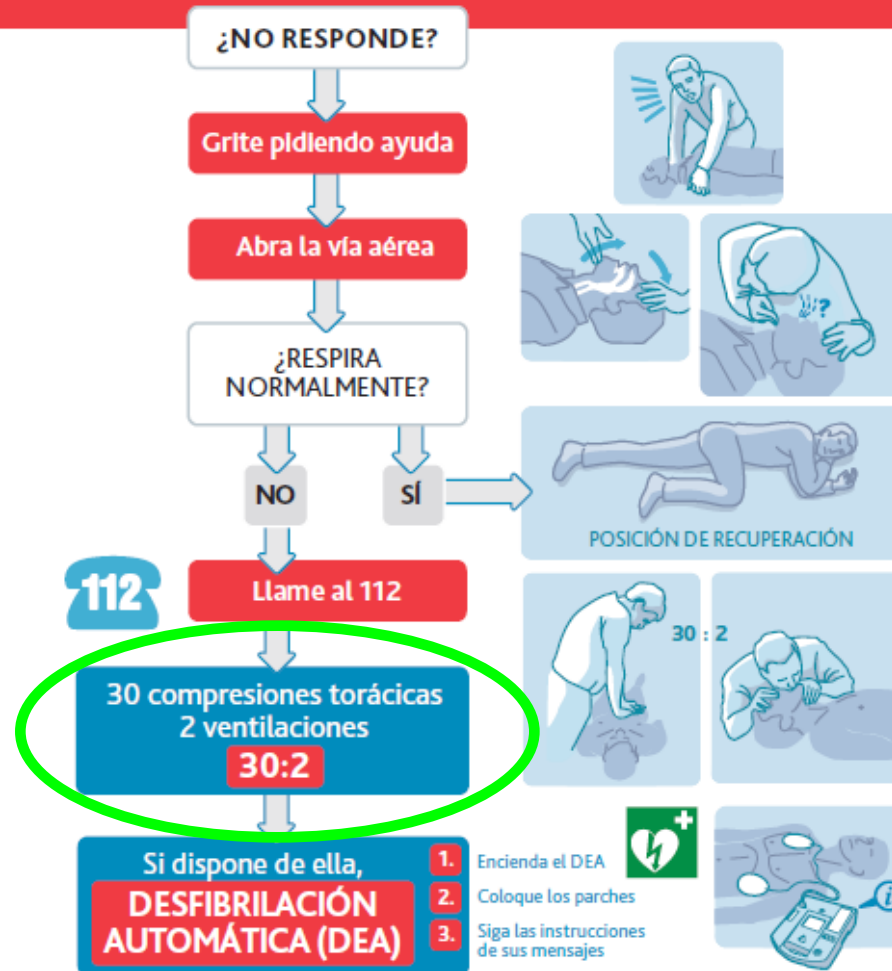 ¿NO RESPONDE?
Grite pidiendo ayuda
Abra la vía aérea
?
¿RESPIRA
NORMALMENTE?
NO
SÍ
POSICIÓN DE RECUPERACIÓN
112
Llame al 112
30 : 2
30 compresiones torácicas
2 ventilaciones
30:2
Si dispone de ella,
DESFIBRILACIÓN
AUTOMÁTICA (DEA)
1. Encienda el DEA
2. Coloque los parches
3. Siga las instrucciones
de sus mensajes
i